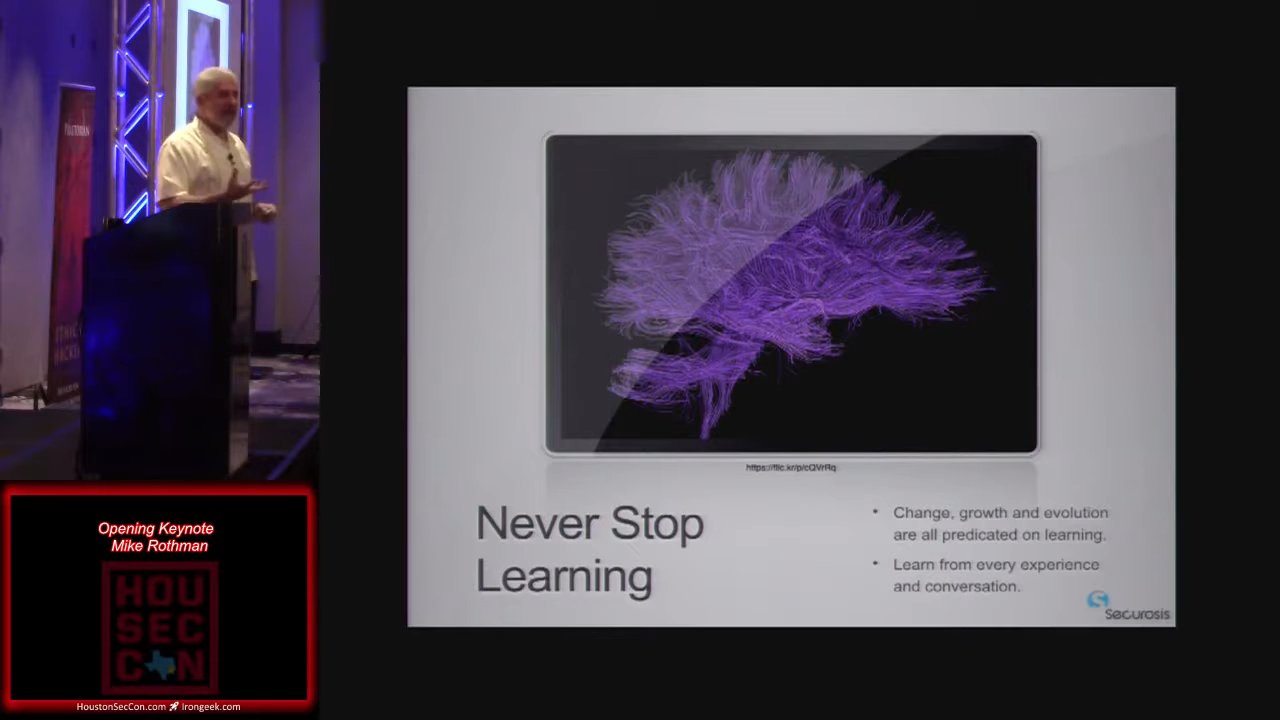 https://flic.kr/p/cQVrRq
Never Stop
Learning
• Change, growth and evolution
are all predicated on learning.
• Learn from every experience
and conversation.
Securosis
Opening Keynote
Mike Rothman
HOU
SEC
CON
HoustonSecCon.com Irongeek.com